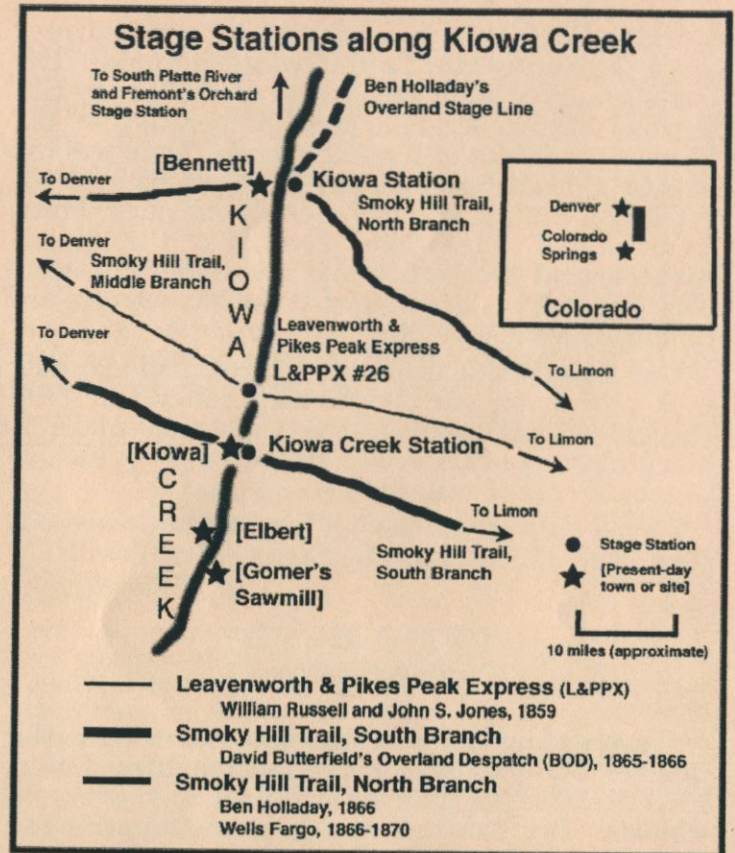 Stage Stations along Kiowa Creek
To South Platte River
and Fremont's Orchard
Stage Station
Ben Holladay's
Overland Stage Line
[Bennett]
Kiowa Station
To Denver
Smoky Hill Trail,
North Branch
Denver
Colorado
Springs
Colorado
KIOWA
To Denver
Smoky Hill Trail,
Middle Branch
Leavenworth &
Pikes Peak Express
L&PPX #26
To Limon
To Denver
[Kiowa]
Kiowa Creek Station
To Limon
CREEK
To Limon
Smoky Hill Trail,
South Branch
[Elbert]
[Gomer's
Sawmill]
Stage Station
[Present-day
town or site]
10 miles (approximate)
Leavenworth & Pikes Peak Express (L&PPX)
William Russell and John S. Jones, 1859
Smoky Hill Trail, South Branch
David Butterfield's Overland Despatch (BOD), 1865-1866
Smoky Hill Trail, North Branch
Ben Holladay, 1866
Wells Fargo, 1866-1870